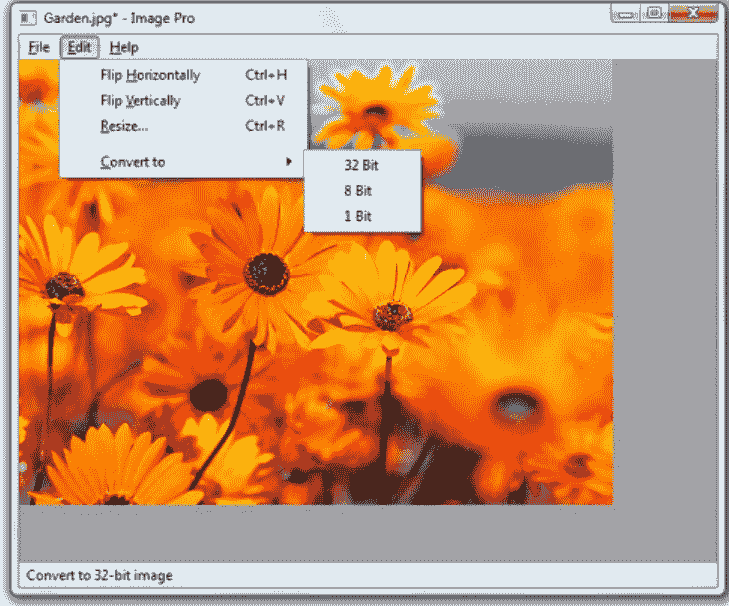 Garden.jpg* - Image Pro
File Edit Help
Flip Horizontally Ctrl+H
Flip Vertically Ctrl+V
Resize... Ctrl+R
Convert to
32 Bit
8 Bit
1 Bit
Convert to 32-bit image